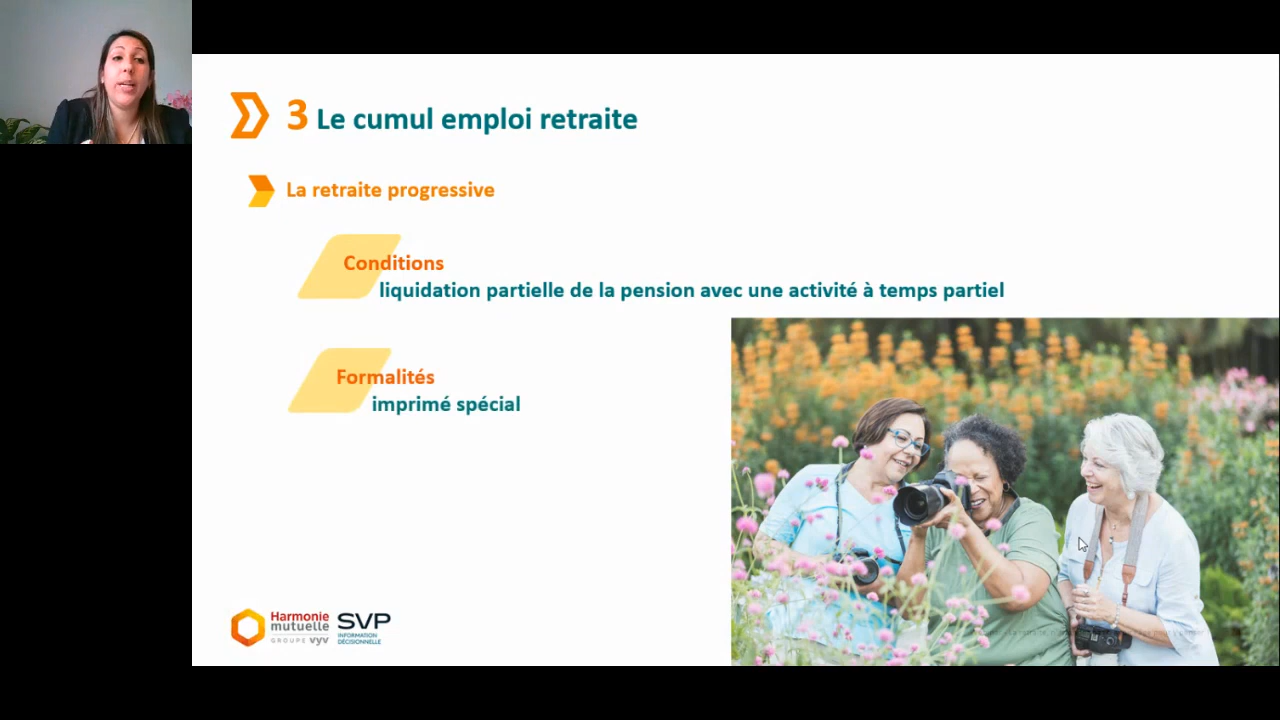 3 Le cumul emploi retraite
La retraite progressive
Conditions
liquidation partielle de la pension avec une activité à temps partiel
Formalités
imprimé spécial
Harmonie
mutuelle
GROUPE vyv
SVP
INFORMATION
DÉCISIONNELLE